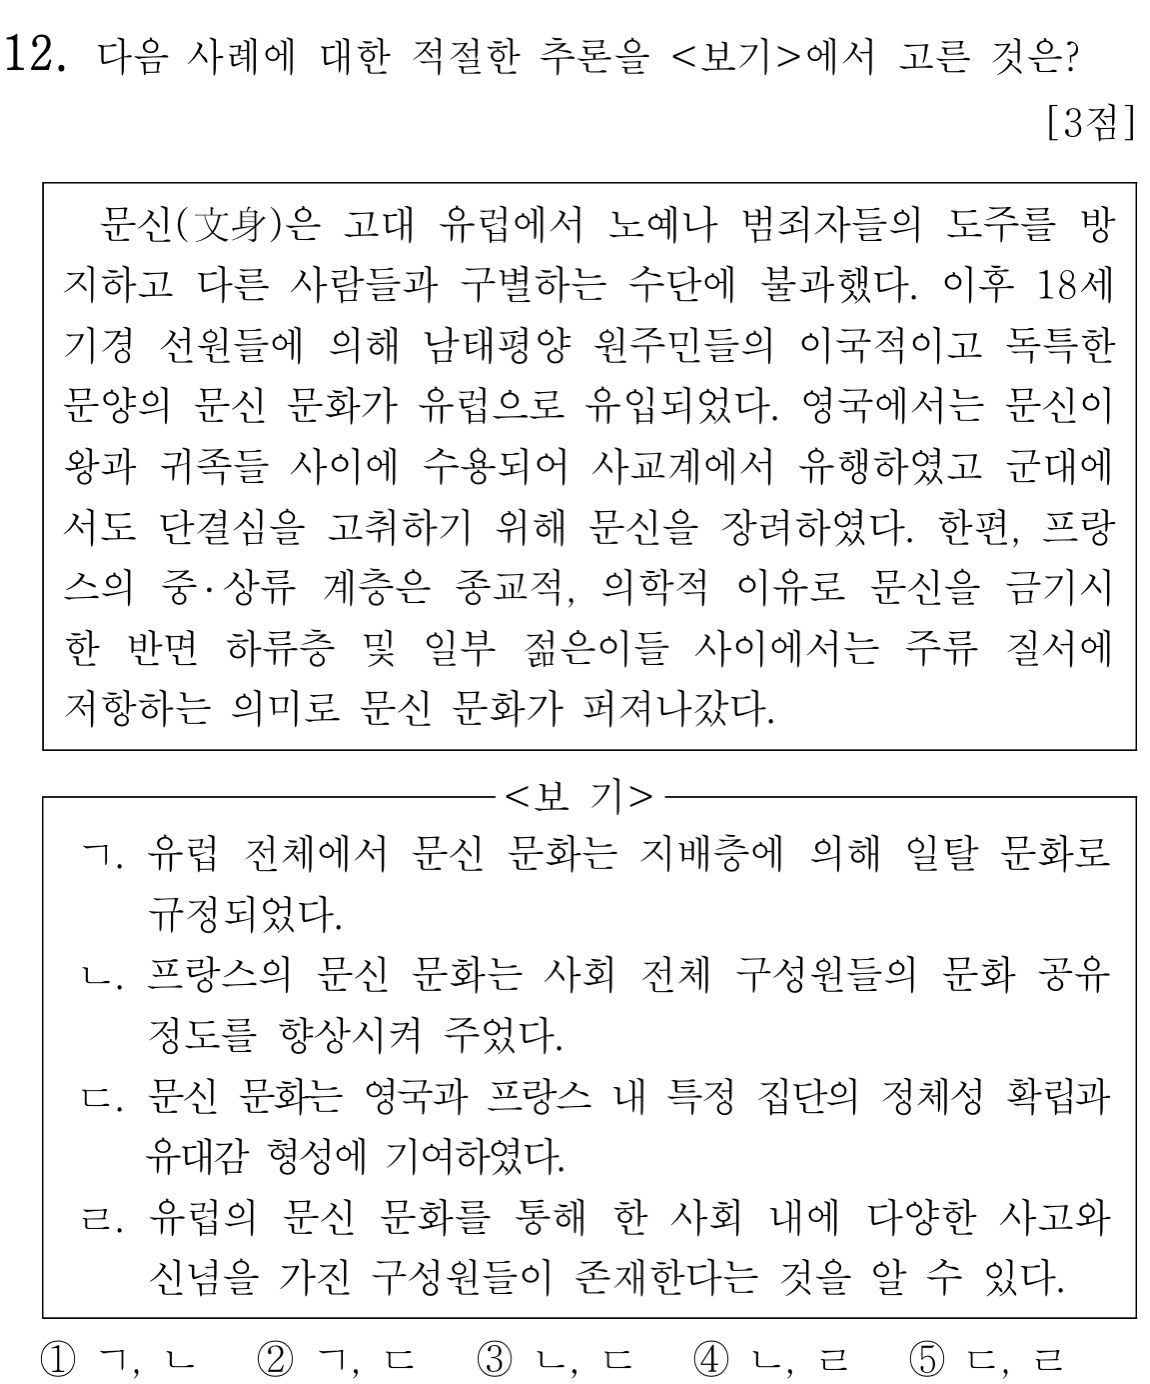 12. 다음 사례에 대한 적절한 추론을 <보기>에서 고른 것은?
[3점]
문신(文身)은 고대 유럽에서 노예나 범죄자들의 도주를 방
지하고 다른 사람들과 구별하는 수단에 불과했다. 이후 18세
기경 선원들에 의해 남태평양 원주민들의 이국적이고 독특한
문양의 문신 문화가 유럽으로 유입되었다. 영국에서는 문신이
왕과 귀족들 사이에 수용되어 사교계에서 유행하였고 군대에
서도 단결심을 고취하기 위해 문신을 장려하였다. 한편, 프랑
스의 중·상류 계층은 종교적, 의학적 이유로 문신을 금기시
한 반면 하류층 및 일부 젊은이들 사이에서는 주류 질서에
저항하는 의미로 문신 문화가 퍼져나갔다.
<보 기>
ㄱ. 유럽 전체에서 문신 문화는 지배층에 의해 일탈 문화로
규정되었다.
ㄴ. 프랑스의 문신 문화는 사회 전체 구성원들의 문화 공유
정도를 향상시켜 주었다.
ㄷ. 문신 문화는 영국과 프랑스 내 특정 집단의 정체성 확립과
유대감 형성에 기여하였다.
ㄹ. 유럽의 문신 문화를 통해 한 사회 내에 다양한 사고와
신념을 가진 구성원들이 존재한다는 것을 알 수 있다.
① ㄱ, ㄴ ② ㄱ, ㄷ ③ ㄴ, ㄷ ④ ㄴ, ㄹ ⑤ ㄷ, ㄹ